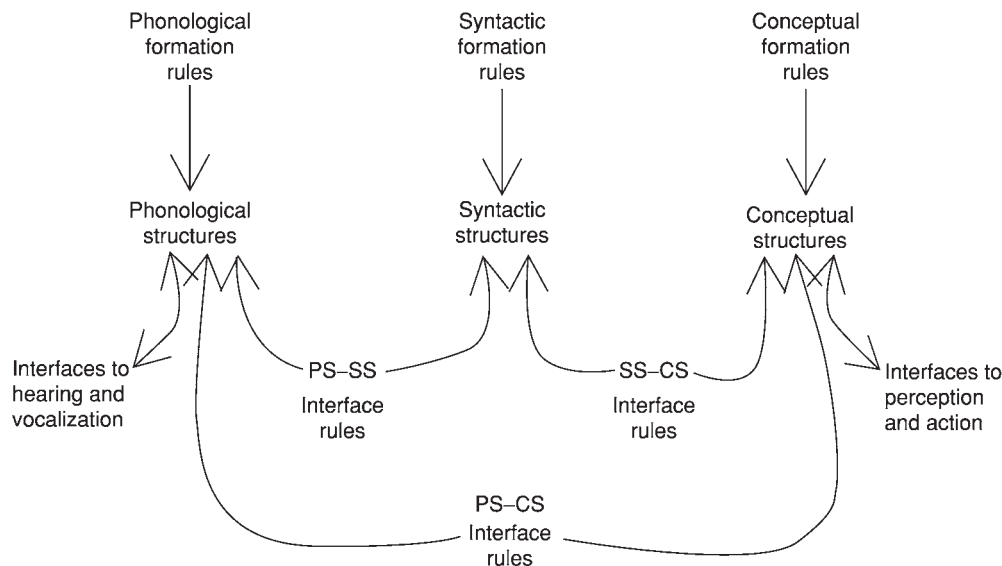 Phonological
formation
rules
Syntactic
formation
rules
Conceptual
formation
rules
Phonological
structures
Syntactic
structures
Conceptual
structures
Interfaces to
hearing and
vocalization
PS–SS
Interface
rules
SS–CS
Interface
rules
Interfaces to
perception
and action
PS–CS
Interface
rules